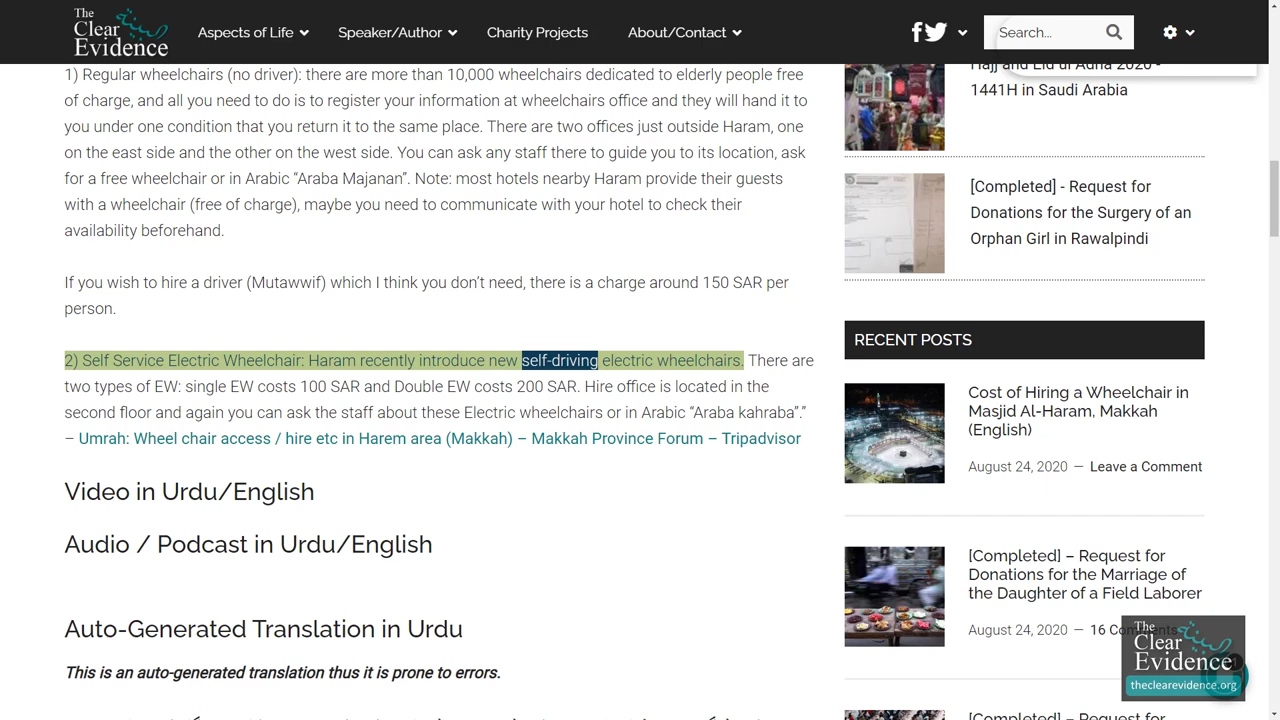 The Clear Evidence
Aspects of Life
Speaker/Author
Charity Projects
About/Contact
Search...
1) Regular wheelchair (no driver): there are more than 10,000 wheelchairs dedicated to elderly people free
of charge, and all you need to do is to register your information at wheelchairs office and they will hand it to
you under one condition that you return it to the same place. There are two offices just outside Haram, one
on the east side and the other on the west side. You can ask any staff there to guide you to its location, ask
for a free wheelchair or in Arabic “Araba Majanan”. Note: most hotels nearby Haram provide their guests
with a wheelchair (free of charge), maybe you need to communicate with your hotel to check their
availability beforehand.
If you wish to hire a driver (Mutawwif) which I think you don’t need, there is a charge around 150 SAR per
person.
2) Self Service Electric Wheelchair: Haram recently introduce new self-driving electric wheelchairs. There are
two types of EW: single EW costs 100 SAR and Double EW costs 200 SAR. Hire office is located in the
second floor and again you can ask the staff about these Electric wheelchairs or in Arabic “Araba kahraba”.”
– Umrah: Wheel chair access / hire etc in Harem area (Makkah) – Makkah Province Forum – Tripadvisor
Video in Urdu/English
Audio / Podcast in Urdu/English
Auto-Generated Translation in Urdu
This is an auto-generated translation thus it is prone to errors.
Hajj and Eid ul Adha 2020 -
1441H in Saudi Arabia
[Completed] - Request for
Donations for the Surgery of an
Orphan Girl in Rawalpindi
RECENT POSTS
Cost of Hiring a Wheelchair in
Masjid Al-Haram, Makkah
(English)
August 24, 2020 — Leave a Comment
[Completed] – Request for
Donations for the Marriage of
the Daughter of a Field Laborer
August 24, 2020 — 16 Comments
[Completed] – Request for
The Clear Evidence
theclearevidence.org